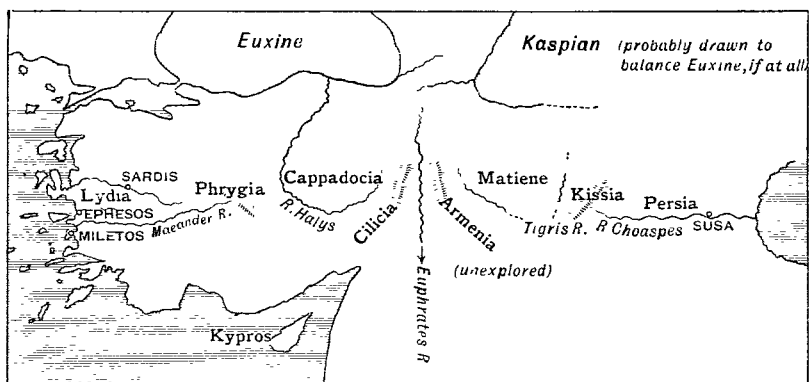 Euxine
Kaspian (probably drawn to
balance Euxine, if at all)
SARDIS
Lydia
EPHESOS
MILETOS
Maeander R.
Phrygia
Cappadocia
R. Halys
Cilicia
Armenia
Matiene
Kissia
Persia
Tigris R.
R Choaspes
SUSA
(unexplored)
Euphrates R
Kypros